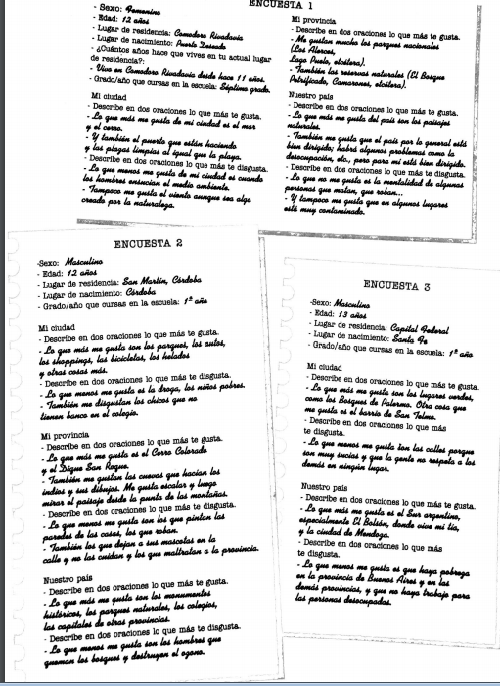 ENCUESTA 1
- Sexo: Femenino
- Edad: 12 años
- Lugar de residencia: Comodoro Rivadavia
- Lugar de nacimiento: Puerto Deseado
- ¿Cuántos años hace que vives en tu actual lugar
de residencia?:
- Vivo en Comodoro Rivadavia desde hace 11 años.
- Grado/año que cursas en la escuela: Séptimo grado.
Mi ciudad
- Describe en dos oraciones lo que más te gusta.
- Lo que más me gusta de mi ciudad es el mar
y el cerro.
- Y también el puerto que están haciendo
y las plazas limpias al igual que la playa.
- Describe en dos oraciones lo que más te disgusta.
- Lo que menos me gusta de mi ciudad es cuando
los hombres ensucian el medio ambiente.
- Tampoco me gusta el viento aunque sea algo
creado por la naturaleza.
Mi provincia
- Describe en dos oraciones lo que más te gusta.
- Me gustan mucho los parques nacionales
(Los Alerces,
Lago Puelo, etcétera).
- También las reservas naturales (El Bosque
Petrificado, Camarones, etcétera).
Nuestro país
- Describe en dos oraciones lo que más te gusta.
- Lo que más me gusta del país son los paisajes
naturales.
- También me gusta que el país por lo general está
bien dirigido; habrá algunos problemas como la
desocupación, etc., pero para mí está bien dirigido.
- Describe en dos oraciones lo que más te disgusta.
- Lo que no me gusta es la mentalidad de algunas
personas que matan, que roban...
- Y tampoco me gusta que en algunos lugares
está muy contaminado.
ENCUESTA 2
-Sexo: Masculino
- Edad: 12 años
- Lugar de residencia: San Martín, Córdoba
- Lugar de nacimiento: Córdoba
- Grado/año que cursas en la escuela: 1º año
Mi ciudad
- Describe en dos oraciones lo que más te gusta.
- Lo que más me gusta son los parques, los autos,
los shoppings, las bicicletas, los helados
y otras cosas más.
- Describe en dos oraciones lo que más te disgusta.
- Lo que menos me gusta es la droga, los niños pobres.
- También me disgustan los chicos que no
tienen banco en el colegio.
Mi provincia
- Describe en dos oraciones lo que más te gusta.
- Lo que más me gusta es el Cerro Colorado
y el Dique San Roque.
- También me gustan las cuevas que hacían los
indios y sus dibujos. Me gusta escalar y luego
mirar el paisaje desde la punta de las montañas.
- Describe en dos oraciones lo que más te disgusta.
- Lo que menos me gusta son los que pintan las
paredes de las casas, los que roban.
- También los que dejan a sus mascotas en la
calle y no las cuidan y los que maltratan a la provincia.
Nuestro país
- Describe en dos oraciones lo que más te gusta.
- Lo que más me gusta son los monumentos
históricos, los parques naturales, los colegios,
las capitales de otras provincias.
- Describe en dos oraciones lo que más te disgusta.
- Lo que menos me gusta son los hombres que
queman los bosques y destruyen el ozono.
ENCUESTA 3
-Sexo: Masculino
- Edad: 13 años
- Lugar de residencia: Capital Federal
- Lugar de nacimiento: Santa Fe
- Grado/año que cursas en la escuela: 1º año
Mi ciudad
- Describe en dos oraciones lo que más te gusta.
- Lo que más me gusta son los lugares verdes,
como los Bosques de Palermo. Otra cosa que
me gusta es el barrio de San Telmo.
- Describe en dos oraciones lo que más
te disgusta.
- Lo que menos me gusta son las calles porque
son muy sucias y que la gente no respeta a los
demás en ningún lugar.
Nuestro país
- Describe en dos oraciones lo que más te gusta.
- Lo que más me gusta es el Sur argentino,
especialmente El Bolsón, donde vive mi tía,
y la ciudad de Mendoza.
- Describe en dos oraciones lo que más
te disgusta.
- Lo que menos me gusta es que haya pobreza
en la provincia de Buenos Aires y en las
demás provincias, y que no haya trabajo para
las personas desocupadas.